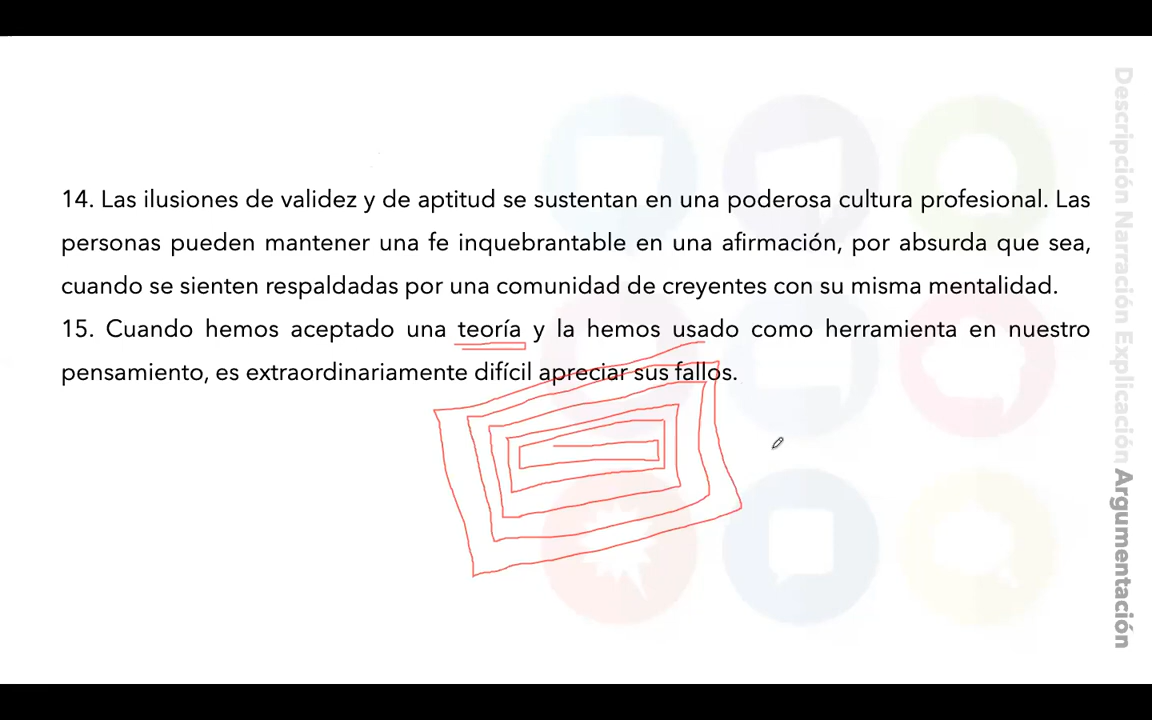 14. Las ilusiones de validez y de aptitud se sustentan en una poderosa cultura profesional. Las
personas pueden mantener una fe inquebrantable en una afirmación, por absurda que sea,
cuando se sienten respaldadas por una comunidad de creyentes con su misma mentalidad.
15. Cuando hemos aceptado una teoría y la hemos usado como herramienta en nuestro
pensamiento, es extraordinariamente difícil apreciar sus fallos.
Descripción Narración Explicación Argumentación